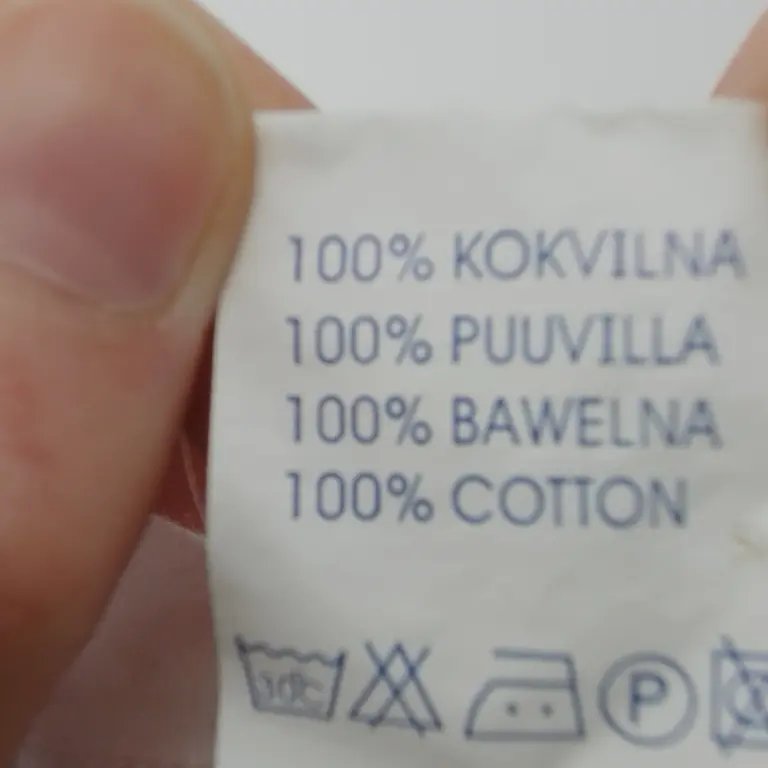 100% KOKVILNA
100% PUUVILLA
100% BAWELNA
100% COTTON
P